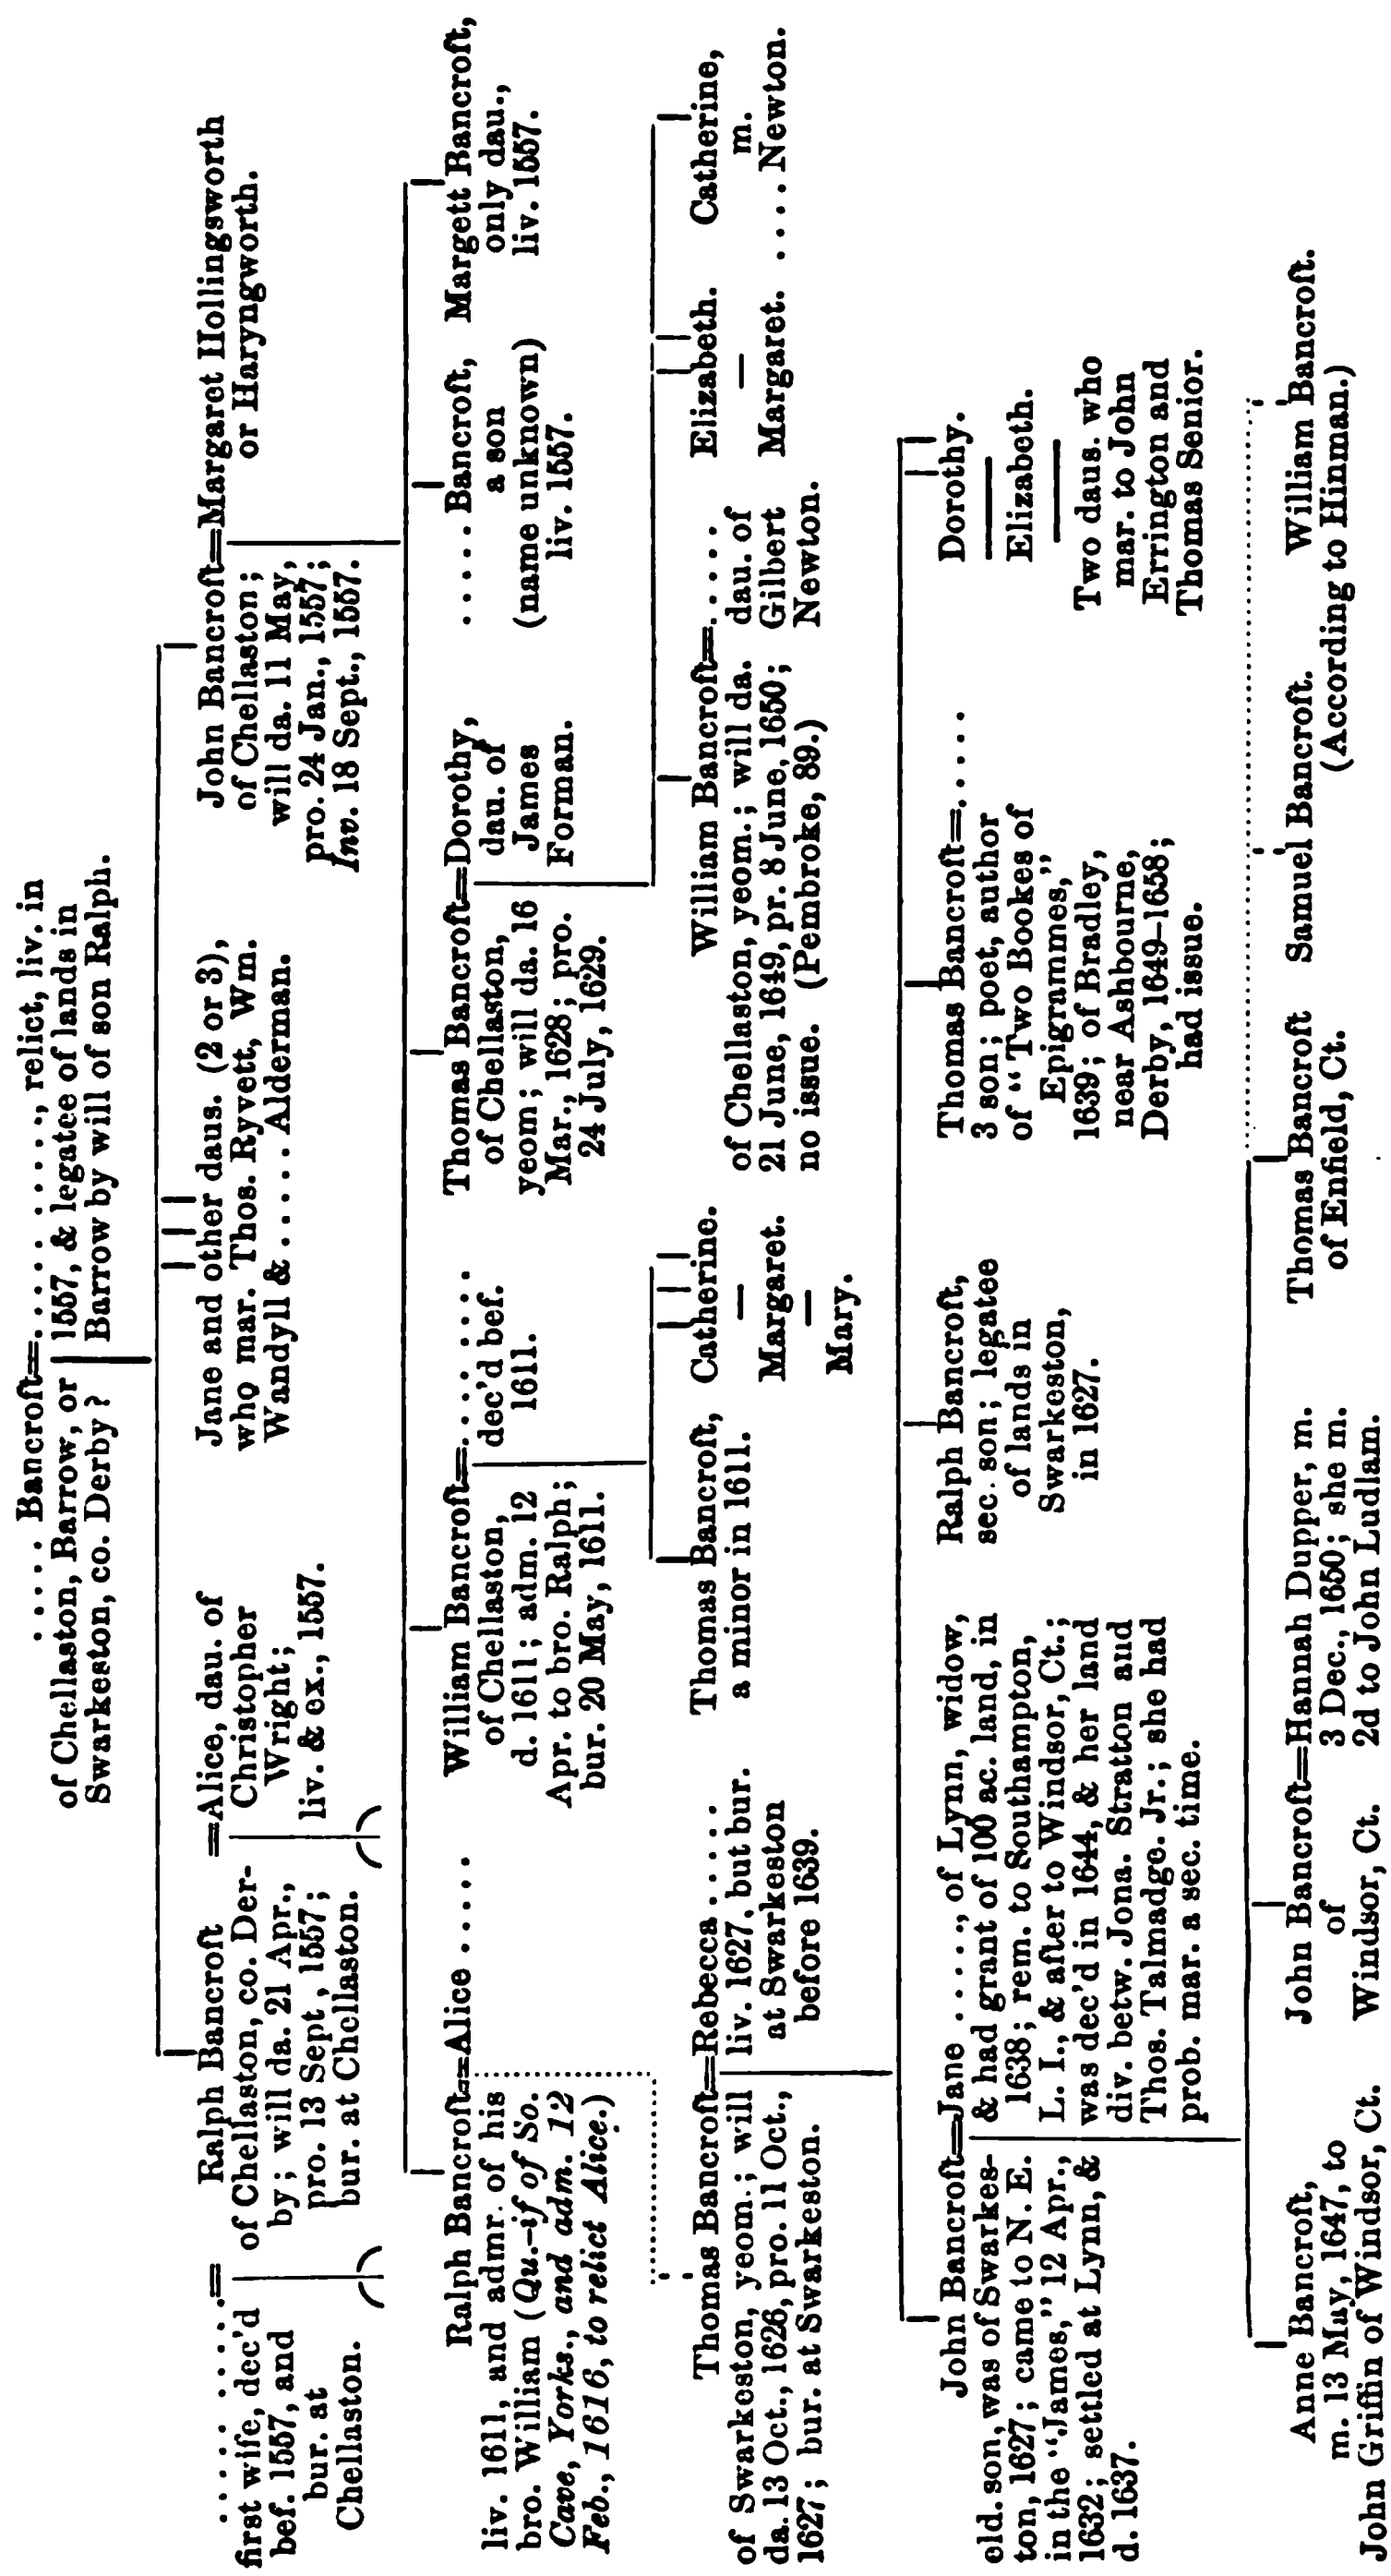 ..... Bancroft=..........., relict, liv. in
of Chellaston, Barrow, or 1557, & legatee of lands in
Swarkeston, co. Derby? Barrow by will of son Ralph.
..........=
first wife, dec'd
bef. 1557, and
bur. at
Chellaston.
Ralph Bancroft
of Chellaston, co. Der-
by; will da. 21 Apr.,
pro. 13 Sept, 1557;
bur. at Chellaston.
=Alice, dau. of
Christopher
Wright;
liv. & ex., 1557.
Jane and other daus. (2 or 3),
who mar. Thos. Ryvett, Wm.
Wandyll & ..... Alderman.
John Bancroft=Margaret Hollingsworth
of Chellaston; or Haryngworth.
will da. 11 May,
pro. 24 Jan., 1557;
Inv. 18 Sept., 1557.
Ralph Bancroft=Alice ....
liv. 1611, and admr. of his
bro. William (Qu.-if of So.
Cave, Yorks., and adm. 12
Feb., 1616, to relict Alice.)
William Bancroft=........
of Chellaston, dec'd bef.
d. 1611; adm. 12 1611.
Apr. to bro. Ralph;
bur. 20 May, 1611.
Thomas Bancroft=Dorothy,
of Chellaston, dau. of
yeom; will da. 16 James
Mar., 1628; pro. Forman.
24 July, 1629.
..... Bancroft,
a son
(name unknown)
liv. 1557.
Margett Bancroft,
only dau.,
liv. 1557.
Thomas Bancroft=Rebecca .....
of Swarkeston, yeom.; will liv. 1627, but bur.
da. 13 Oct., 1626, pro. 11 Oct., at Swarkeston
1627; bur. at Swarkeston. before 1639.
Thomas Bancroft,
a minor in 1611.
Catherine.
—
Margaret.
—
Mary.
William Bancroft=.....
of Chellaston, yeom.; will da. dau. of
21 June, 1649, pr. 8 June, 1650; Gilbert
no issue. (Pembroke, 89.) Newton.
Elizabeth.
—
Margaret.
Catherine,
m.
.... Newton.
John Bancroft=Jane ....., of Lynn, widow,
eld. son, was of Swarkes- & had grant of 100 ac. land, in
ton, 1627; came to N. E. 1638; rem. to Southampton,
in the "James," 12 Apr., L. I., & after to Windsor, Ct.;
1632; settled at Lynn, & was dec'd in 1644, & her land
d. 1637. div. betw. Jona. Stratton and
Thos. Talmadge. Jr.; she had
prob. mar. a sec. time.
Ralph Bancroft,
sec. son; legatee
of lands in
Swarkeston,
in 1627.
Thomas Bancroft=.....
3 son; poet, author
of "Two Bookes of
Epigrammes,"
1639; of Bradley,
near Ashbourne,
Derby, 1649-1658;
had issue.
Dorothy.
—
Elizabeth.
—
Two daus. who
mar. to John
Errington and
Thomas Senior.
Anne Bancroft,
m. 13 May, 1647, to
John Griffin of Windsor, Ct.
John Bancroft=Hannah Dupper, m.
of 3 Dec., 1650; she m.
Windsor, Ct. 2d to John Ludlam.
Thomas Bancroft
of Enfield, Ct.
Samuel Bancroft. William Bancroft.
(According to Hinman.)